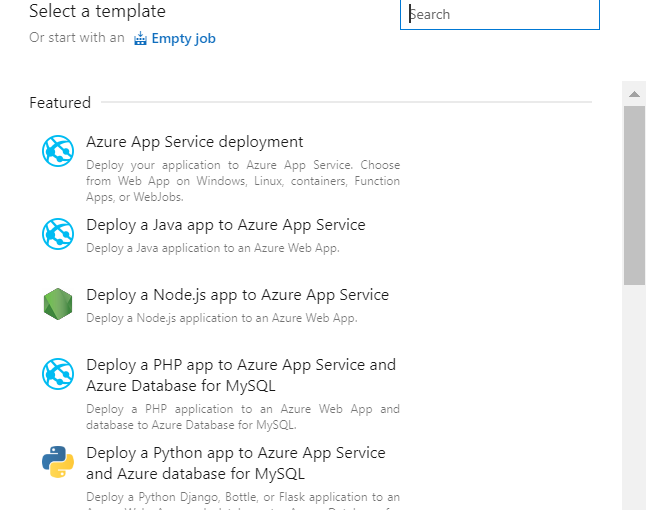 Select a template
Search
Or start with an Empty job
Featured
Azure App Service deployment
Deploy your application to Azure App Service. Choose
from Web App on Windows, Linux, containers, Function
Apps, or WebJobs.
Deploy a Java app to Azure App Service
Deploy a Java application to an Azure Web App.
Deploy a Node.js app to Azure App Service
Deploy a Node.js application to an Azure Web App.
Deploy a PHP app to Azure App Service and
Azure Database for MySQL
Deploy a PHP application to an Azure Web App and
database to Azure Database for MySQL.
Deploy a Python app to Azure App Service
and Azure database for MySQL
Deploy a Python Django, Bottle, or Flask application to an